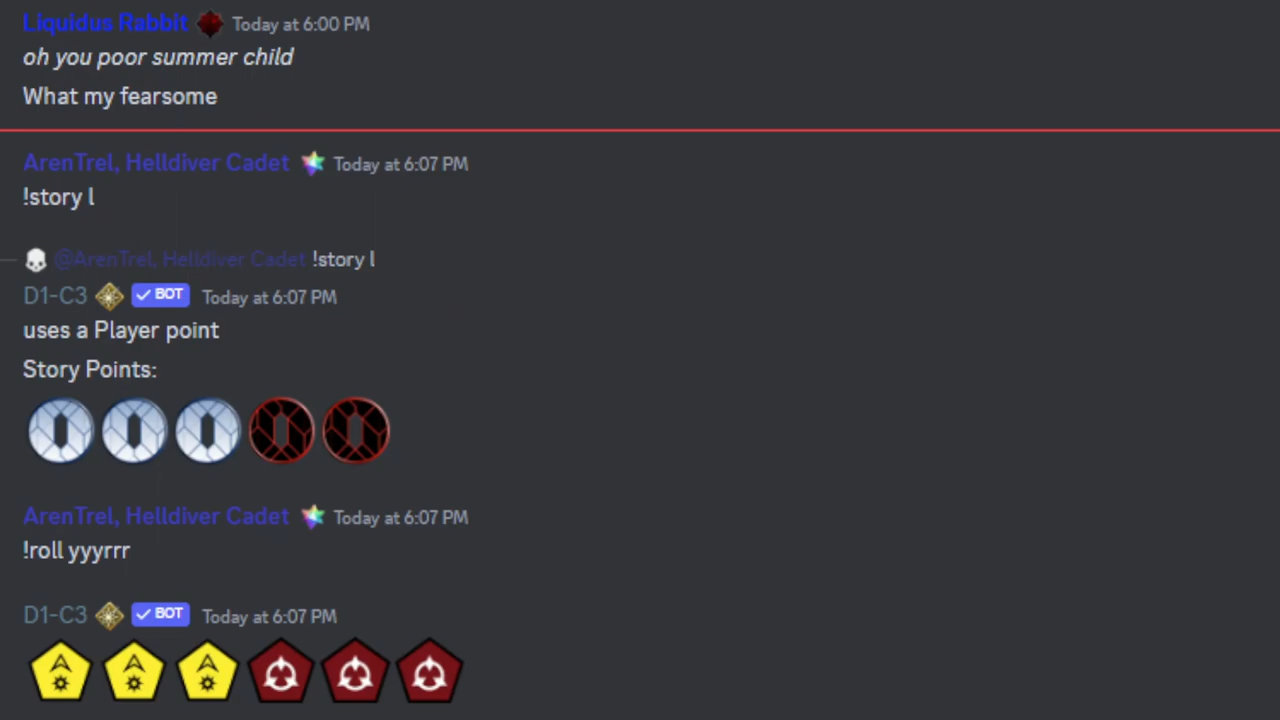 Liquidus Rabbit Today at 6:00 PM
oh you poor summer child
What my fearsome
ArenTrel, Helldiver Cadet Today at 6:07 PM
!story l
@ArenTrel, Helldiver Cadet !story l
D1-C3 BOT Today at 6:07 PM
uses a Player point
Story Points:
ArenTrel, Helldiver Cadet Today at 6:07 PM
!roll yyyrrr
D1-C3 BOT Today at 6:07 PM